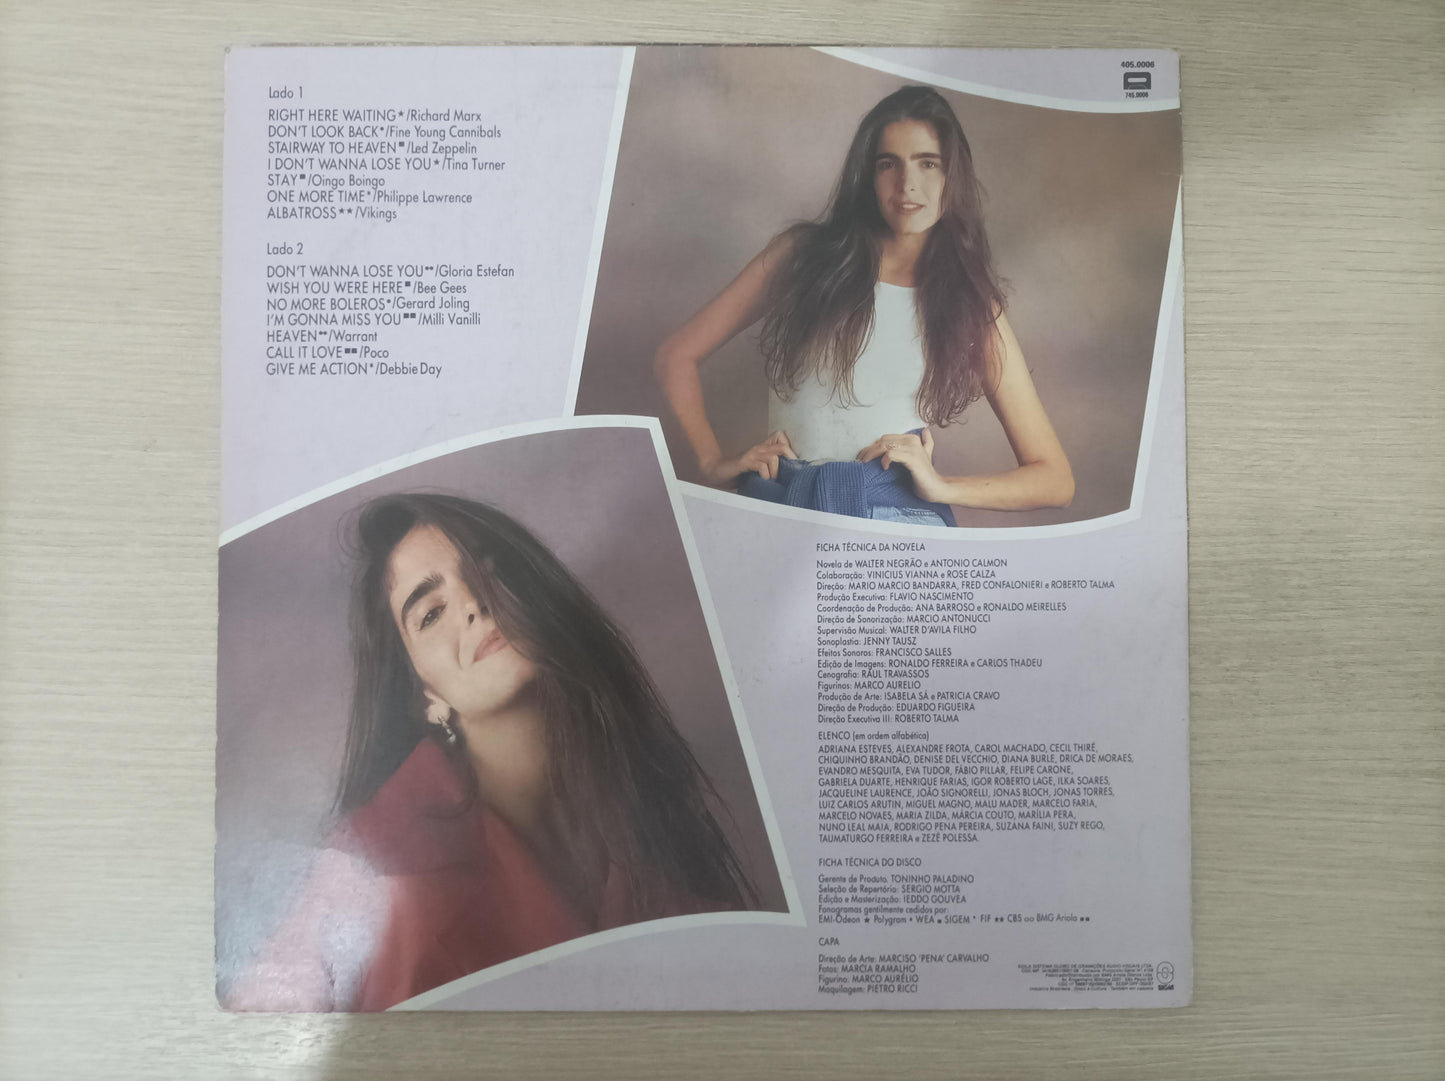 405.0006
745.0006
Lado 1
RIGHT HERE WAITING★/Richard Marx
DON'T LOOK BACK•/Fine Young Cannibals
STAIRWAY TO HEAVEN■/Led Zeppelin
I DON'T WANNA LOSE YOU★/Tina Turner
STAY■/Oingo Boingo
ONE MORE TIME*/Philippe Lawrence
ALBATROSS★★/Vikings
Lado 2
DON'T WANNA LOSE YOU••/Gloria Estefan
WISH YOU WERE HERE■/Bee Gees
NO MORE BOLEROS•/Gerard Joling
I'M GONNA MISS YOU■■/Milli Vanilli
HEAVEN••/Warrant
CALL IT LOVE■■/Poco
GIVE ME ACTION*/Debbie Day
FICHA TÉCNICA DA NOVELA
Novela de WALTER NEGRÃO e ANTONIO CALMON
Colaboração: VINICIUS VIANNA e ROSE CALZA
Direção: MARIO MARCIO BANDARRA, FRED CONFALONIERI e ROBERTO TALMA
Produção Executiva: FLAVIO NASCIMENTO
Coordenação de Produção: ANA BARROSO e RONALDO MEIRELLES
Direção de Sonorização: MARCIO ANTONUCCI
Supervisão Musical: WALTER D'AVILA FILHO
Sonoplastia: JENNY TAUSZ
Efeitos Sonoros: FRANCISCO SALLES
Edição de Imagens: RONALDO FERREIRA e CARLOS THADEU
Cenografia: RAUL TRAVASSOS
Figurinos: MARCO AURELIO
Produção de Arte: ISABELA SÁ e PATRICIA CRAVO
Direção de Produção: EDUARDO FIGUEIRA
Direção Executiva III: ROBERTO TALMA
ELENCO (em ordem alfabética)
ADRIANA ESTEVES, ALEXANDRE FROTA, CAROL MACHADO, CECIL THIRÉ,
CHIQUINHO BRANDÃO, DENISE DEL VECCHIO, DIANA BURLE, DRICA DE MORAES,
EVANDRO MESQUITA, EVA TUDOR, FÁBIO PILLAR, FELIPE CARONE,
GABRIELA DUARTE, HENRIQUE FARIAS, IGOR ROBERTO LAGE, ILKA SOARES,
JACQUELINE LAURENCE, JOÃO SIGNORELLI, JONAS BLOCH, JONAS TORRES,
LUIZ CARLOS ARUTIN, MIGUEL MAGNO, MALU MADER, MARCELO FARIA,
MARCELO NOVAES, MARIA ZILDA, MÁRCIA COUTO, MARÍLIA PERA,
NUNO LEAL MAIA, RODRIGO PENA PEREIRA, SUZANA FAINI, SUZY REGO,
TAUMATURGO FERREIRA e ZEZÉ POLESSA.
FICHA TÉCNICA DO DISCO
Gerente de Produto: TONINHO PALADINO
Seleção de Repertório: SERGIO MOTTA
Edição e Masterização: IEDDO GOUVEA
Fonogramas gentilmente cedidos por:
EMI-Odeon ★ Polygram • WEA ■ SIGEM * FIF ★★ CBS •• BMG Ariola ■■
CAPA
Direção de Arte: MARCISO 'PENA' CARVALHO
Fotos: MARCIA RAMALHO
Figurino: MARCO AURÉLIO
Maquilagem: PIETRO RICCI
SIGLA